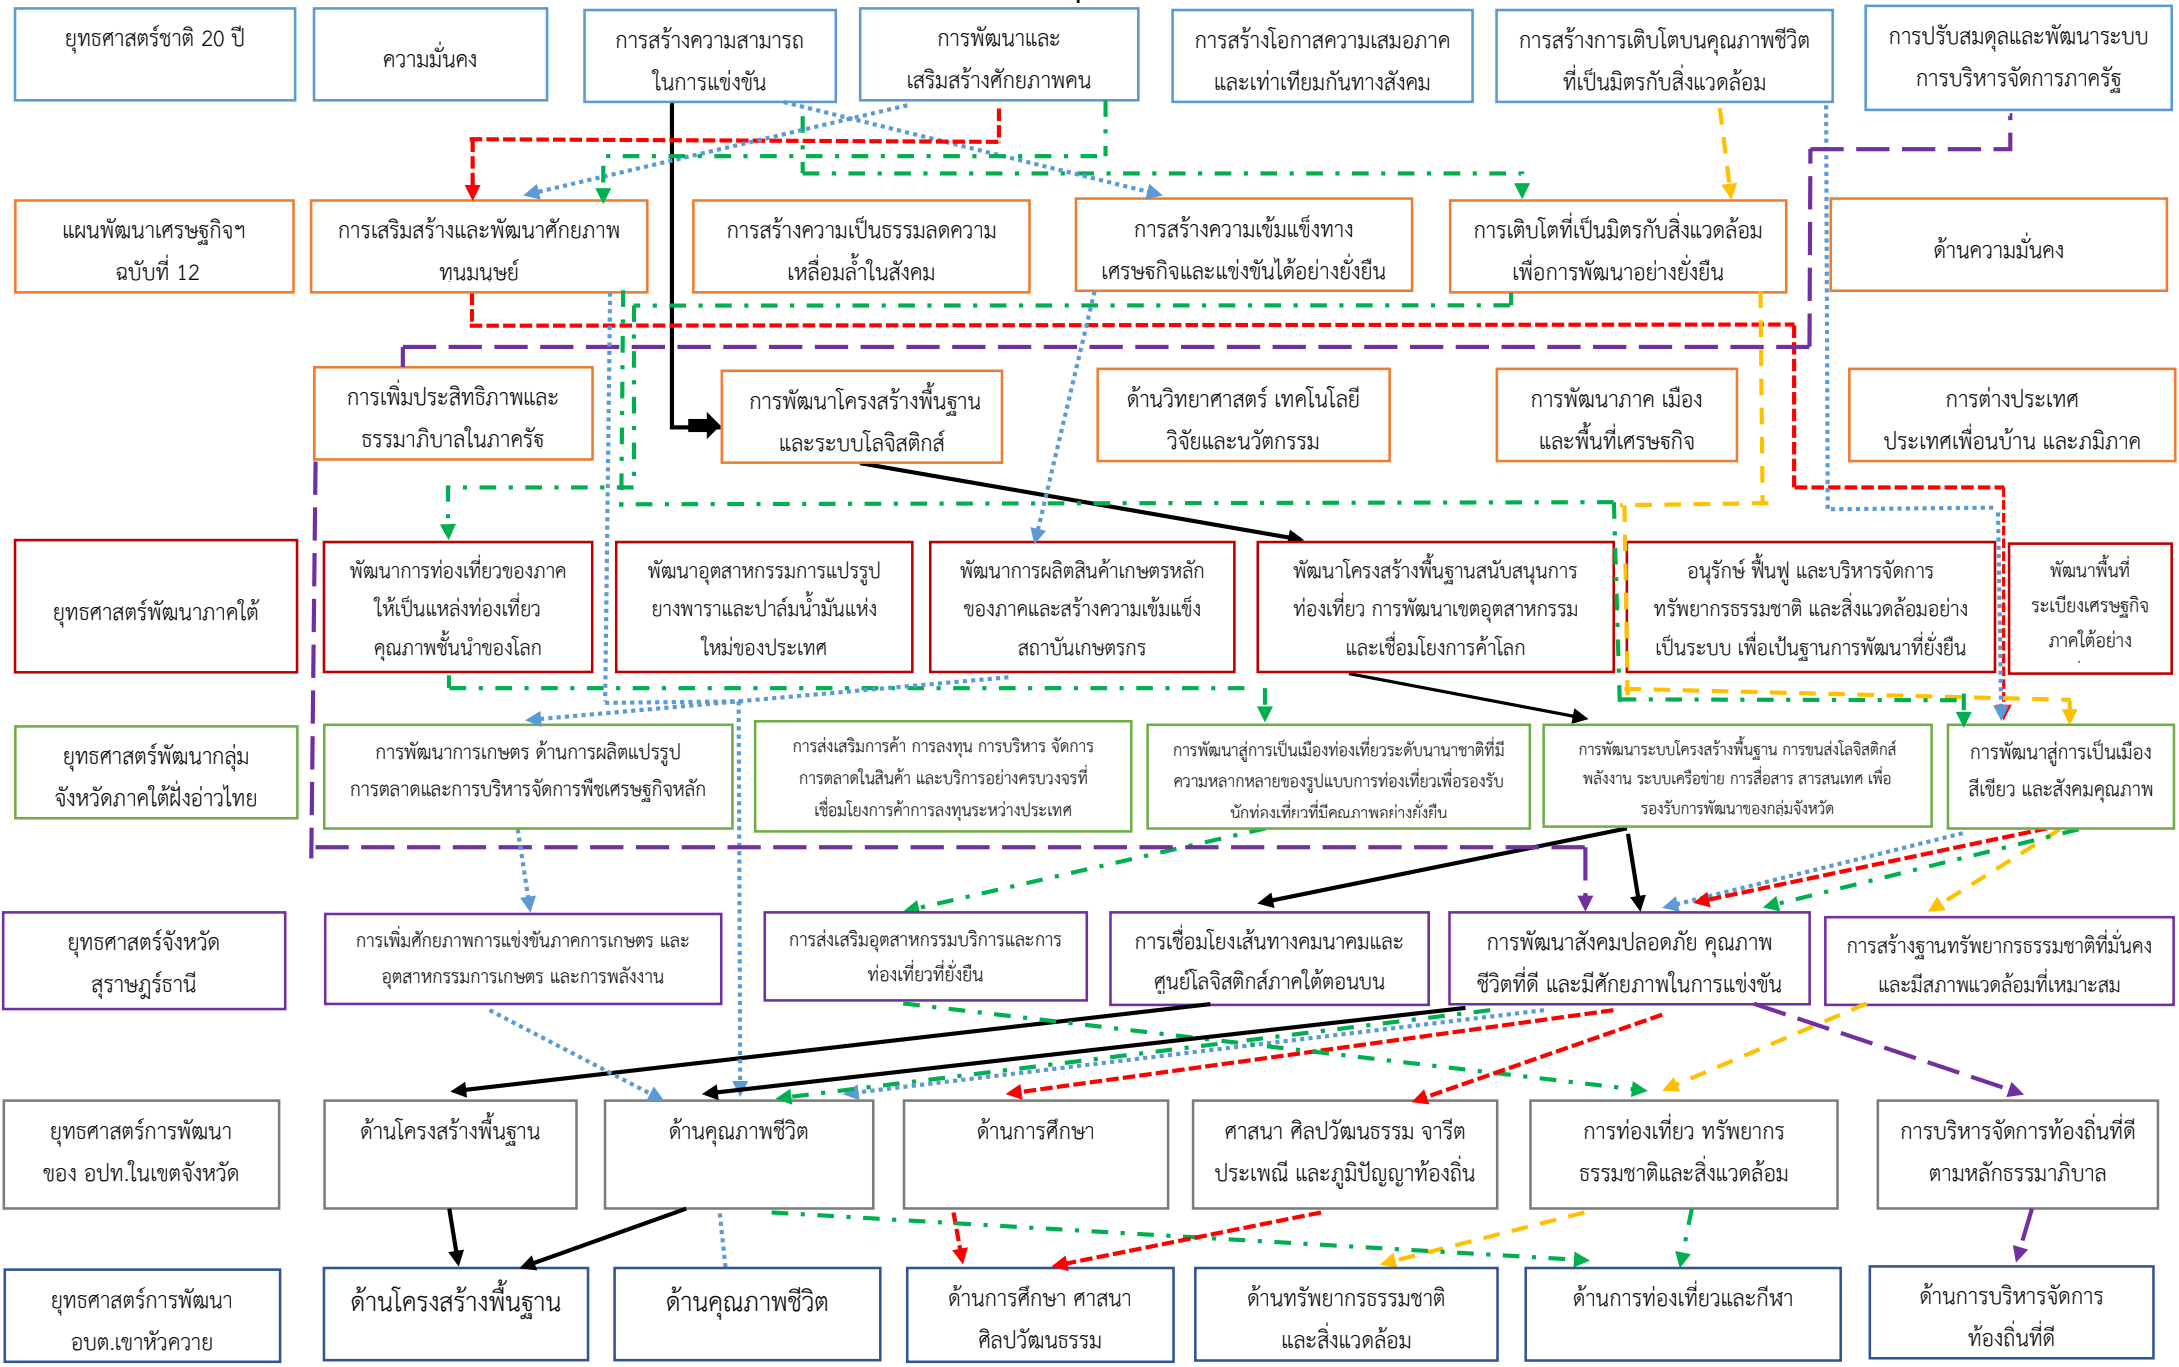 ยุทธศาสตร์ชาติ 20 ปี
ความมั่นคง
การสร้างความสามารถ
ในการแข่งขัน
การพัฒนาและ
เสริมสร้างศักยภาพคน
การสร้างโอกาสความเสมอภาค
และเท่าเทียมกันทางสังคม
การสร้างการเติบโตบนคุณภาพชีวิต
ที่เป็นมิตรกับสิ่งแวดล้อม
การปรับสมดุลและพัฒนาระบบ
การบริหารจัดการภาครัฐ
แผนพัฒนาเศรษฐกิจฯ
ฉบับที่ 12
การเสริมสร้างและพัฒนาศักยภาพ
ทุนมนุษย์
การสร้างความเป็นธรรมลดความ
เหลื่อมล้ำในสังคม
การสร้างความเข้มแข็งทาง
เศรษฐกิจและแข่งขันได้อย่างยั่งยืน
การเติบโตที่เป็นมิตรกับสิ่งแวดล้อม
เพื่อการพัฒนาอย่างยั่งยืน
ด้านความมั่นคง
การเพิ่มประสิทธิภาพและ
ธรรมาภิบาลในภาครัฐ
การพัฒนาโครงสร้างพื้นฐาน
และระบบโลจิสติกส์
ด้านวิทยาศาสตร์ เทคโนโลยี
วิจัยและนวัตกรรม
การพัฒนาภาค เมือง
และพื้นที่เศรษฐกิจ
การต่างประเทศ
ประเทศเพื่อนบ้าน และภูมิภาค
ยุทธศาสตร์พัฒนาภาคใต้
พัฒนาการท่องเที่ยวของภาค
ให้เป็นแหล่งท่องเที่ยว
คุณภาพชั้นนำของโลก
พัฒนาอุตสาหกรรมการแปรรูป
ยางพาราและปาล์มน้ำมันแห่ง
ใหม่ของประเทศ
พัฒนาการผลิตสินค้าเกษตรหลัก
ของภาคและสร้างความเข้มแข็ง
สถาบันเกษตรกร
พัฒนาโครงสร้างพื้นฐานสนับสนุนการ
ท่องเที่ยว การพัฒนาเขตอุตสาหกรรม
และเชื่อมโยงการค้าโลก
อนุรักษ์ ฟื้นฟู และบริหารจัดการ
ทรัพยากรธรรมชาติ และสิ่งแวดล้อมอย่าง
เป็นระบบ เพื่อเป้นฐานการพัฒนาที่ยั่งยืน
พัฒนาพื้นที่
ระเบียงเศรษฐกิจ
ภาคใต้อย่าง
ยุทธศาสตร์พัฒนากลุ่ม
จังหวัดภาคใต้ฝั่งอ่าวไทย
การพัฒนาการเกษตร ด้านการผลิตแปรรูป
การตลาดและการบริหารจัดการพืชเศรษฐกิจหลัก
การส่งเสริมการค้า การลงทุน การบริหาร จัดการ
การตลาดในสินค้า และบริการอย่างครบวงจรที่
เชื่อมโยงการค้าการลงทุนระหว่างประเทศ
การพัฒนาสู่การเป็นเมืองท่องเที่ยวระดับนานาชาติที่มี
ความหลากหลายของรูปแบบการท่องเที่ยวเพื่อรองรับ
นักท่องเที่ยวที่มีคุณภาพอย่างยั่งยืน
การพัฒนาระบบโครงสร้างพื้นฐาน การขนส่งโลจิสติกส์
พลังงาน ระบบเครือข่าย การสื่อสาร สารสนเทศ เพื่อ
รองรับการพัฒนาของกลุ่มจังหวัด
การพัฒนาสู่การเป็นเมือง
สีเขียว และสังคมคุณภาพ
ยุทธศาสตร์จังหวัด
สุราษฎร์ธานี
การเพิ่มศักยภาพการแข่งขันภาคการเกษตร และ
อุตสาหกรรมการเกษตร และการพลังงาน
การส่งเสริมอุตสาหกรรมบริการและการ
ท่องเที่ยวที่ยั่งยืน
การเชื่อมโยงเส้นทางคมนาคมและ
ศูนย์โลจิสติกส์ภาคใต้ตอนบน
การพัฒนาสังคมปลอดภัย คุณภาพ
ชีวิตที่ดี และมีศักยภาพในการแข่งขัน
การสร้างฐานทรัพยากรธรรมชาติที่มั่นคง
และมีสภาพแวดล้อมที่เหมาะสม
ยุทธศาสตร์การพัฒนา
ของ อปท.ในเขตจังหวัด
ด้านโครงสร้างพื้นฐาน
ด้านคุณภาพชีวิต
ด้านการศึกษา
ศาสนา ศิลปวัฒนธรรม จารีต
ประเพณี และภูมิปัญญาท้องถิ่น
การท่องเที่ยว ทรัพยากร
ธรรมชาติและสิ่งแวดล้อม
การบริหารจัดการท้องถิ่นที่ดี
ตามหลักธรรมาภิบาล
ยุทธศาสตร์การพัฒนา
อบต.เขาหัวควาย
ด้านโครงสร้างพื้นฐาน
ด้านคุณภาพชีวิต
ด้านการศึกษา ศาสนา
ศิลปวัฒนธรรม
ด้านทรัพยากรธรรมชาติ
และสิ่งแวดล้อม
ด้านการท่องเที่ยวและกีฬา
ด้านการบริหารจัดการ
ท้องถิ่นที่ดี